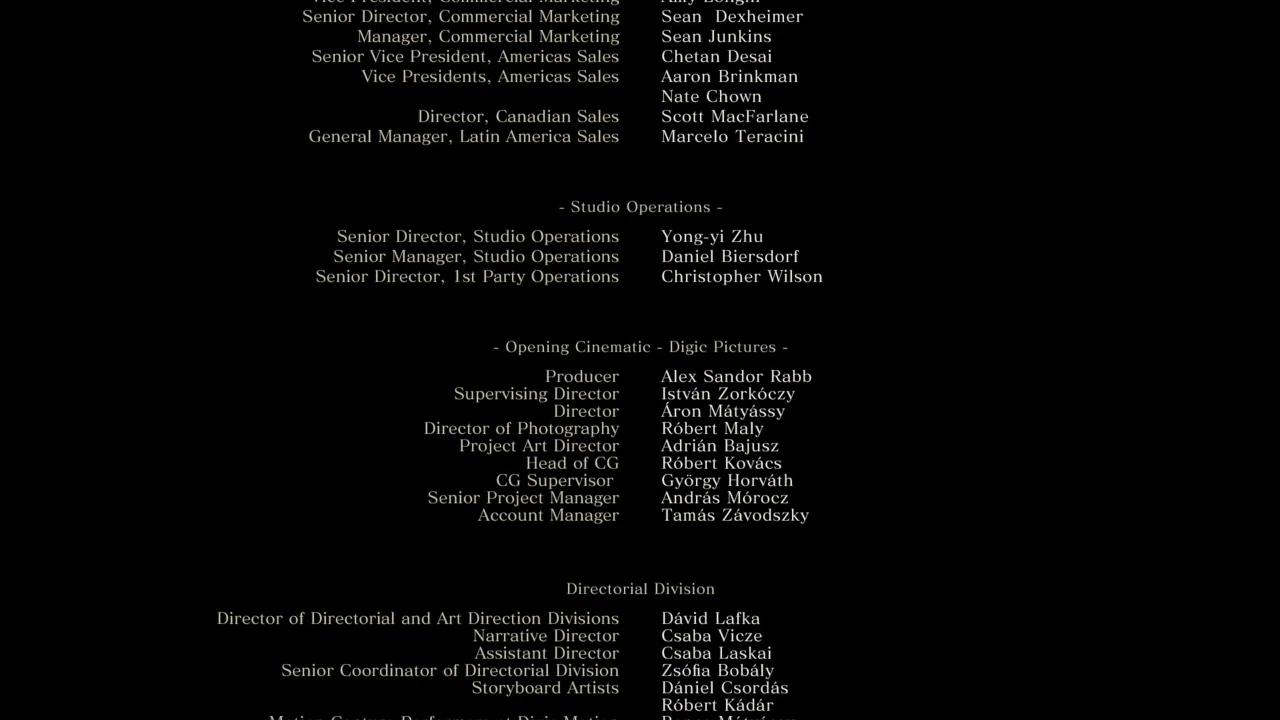 Senior Director, Commercial Marketing Sean Dexheimer
Manager, Commercial Marketing Sean Junkins
Senior Vice President, Americas Sales Chetan Desai
Vice Presidents, Americas Sales Aaron Brinkman
Nate Chown
Director, Canadian Sales Scott MacFarlane
General Manager, Latin America Sales Marcelo Teracini
- Studio Operations -
Senior Director, Studio Operations Yong-yi Zhu
Senior Manager, Studio Operations Daniel Biersdorf
Senior Director, 1st Party Operations Christopher Wilson
- Opening Cinematic - Digic Pictures -
Producer Alex Sandor Rabb
Supervising Director István Zorkóczy
Director Áron Mátyássy
Director of Photography Róbert Maly
Project Art Director Adrián Bajusz
Head of CG Róbert Kovács
CG Supervisor György Horváth
Senior Project Manager András Mórocz
Account Manager Tamás Závodszky
Directorial Division
Director of Directorial and Art Direction Divisions Dávid Lafka
Narrative Director Csaba Vicze
Assistant Director Csaba Laskai
Senior Coordinator of Directorial Division Zsófia Bobály
Storyboard Artists Dániel Csordás
Róbert Kádár